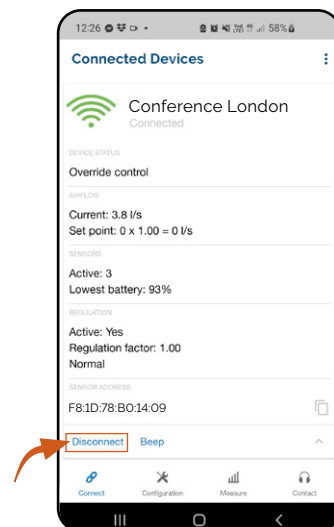 12:26
58%
Connected Devices
Conference London
Connected
DEVICE STATUS
Override control
AIRFLOW
Current: 3.8 l/s
Set point: 0 x 1.00 = 0 l/s
SENSORS
Active: 3
Lowest battery: 93%
REGULATION
Active: Yes
Regulation factor: 1.00
Normal
SENSOR ADDRESS
F8:1D:78:B0:14:09
Disconnect Beep
Connect Configuration Measure Contact